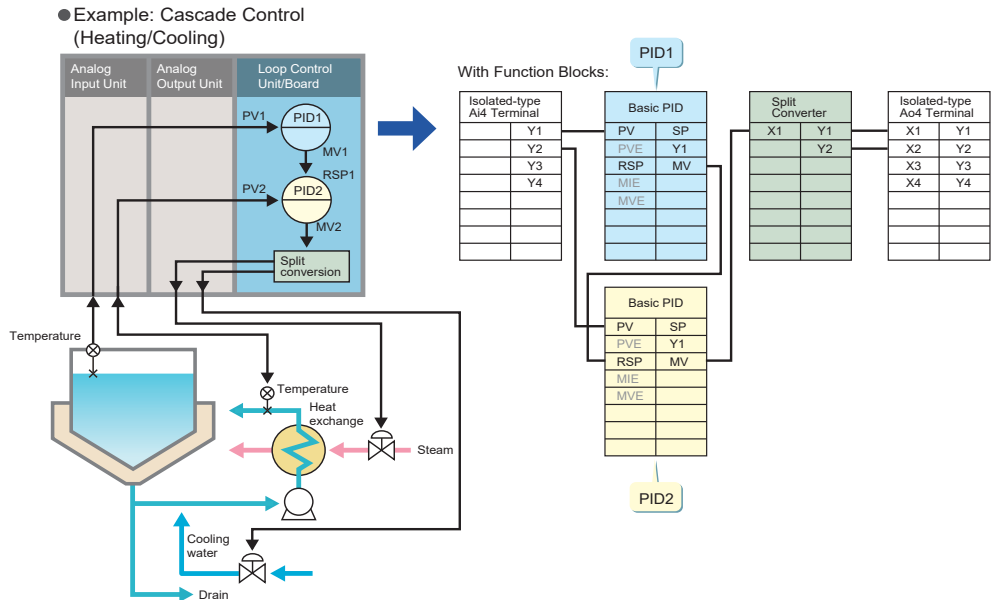 Example: Cascade Control
(Heating/Cooling)
Analog
Input Unit
Analog
Output Unit
Loop Control
Unit/Board
PV1
PID1
MV1
RSP1
PV2
PID2
MV2
Split
conversion
Temperature
Temperature
Heat
exchange
Steam
Cooling
water
Drain
With Function Blocks:
PID1
Isolated-type
Ai4 Terminal
Y1
Y2
Y3
Y4
Basic PID
PV SP
PVE Y1
RSP MV
MIE
MVE
Split
Converter
X1 Y1
Y2
Isolated-type
Ao4 Terminal
X1 Y1
X2 Y2
X3 Y3
X4 Y4
Basic PID
PV SP
PVE Y1
RSP MV
MIE
MVE
PID2